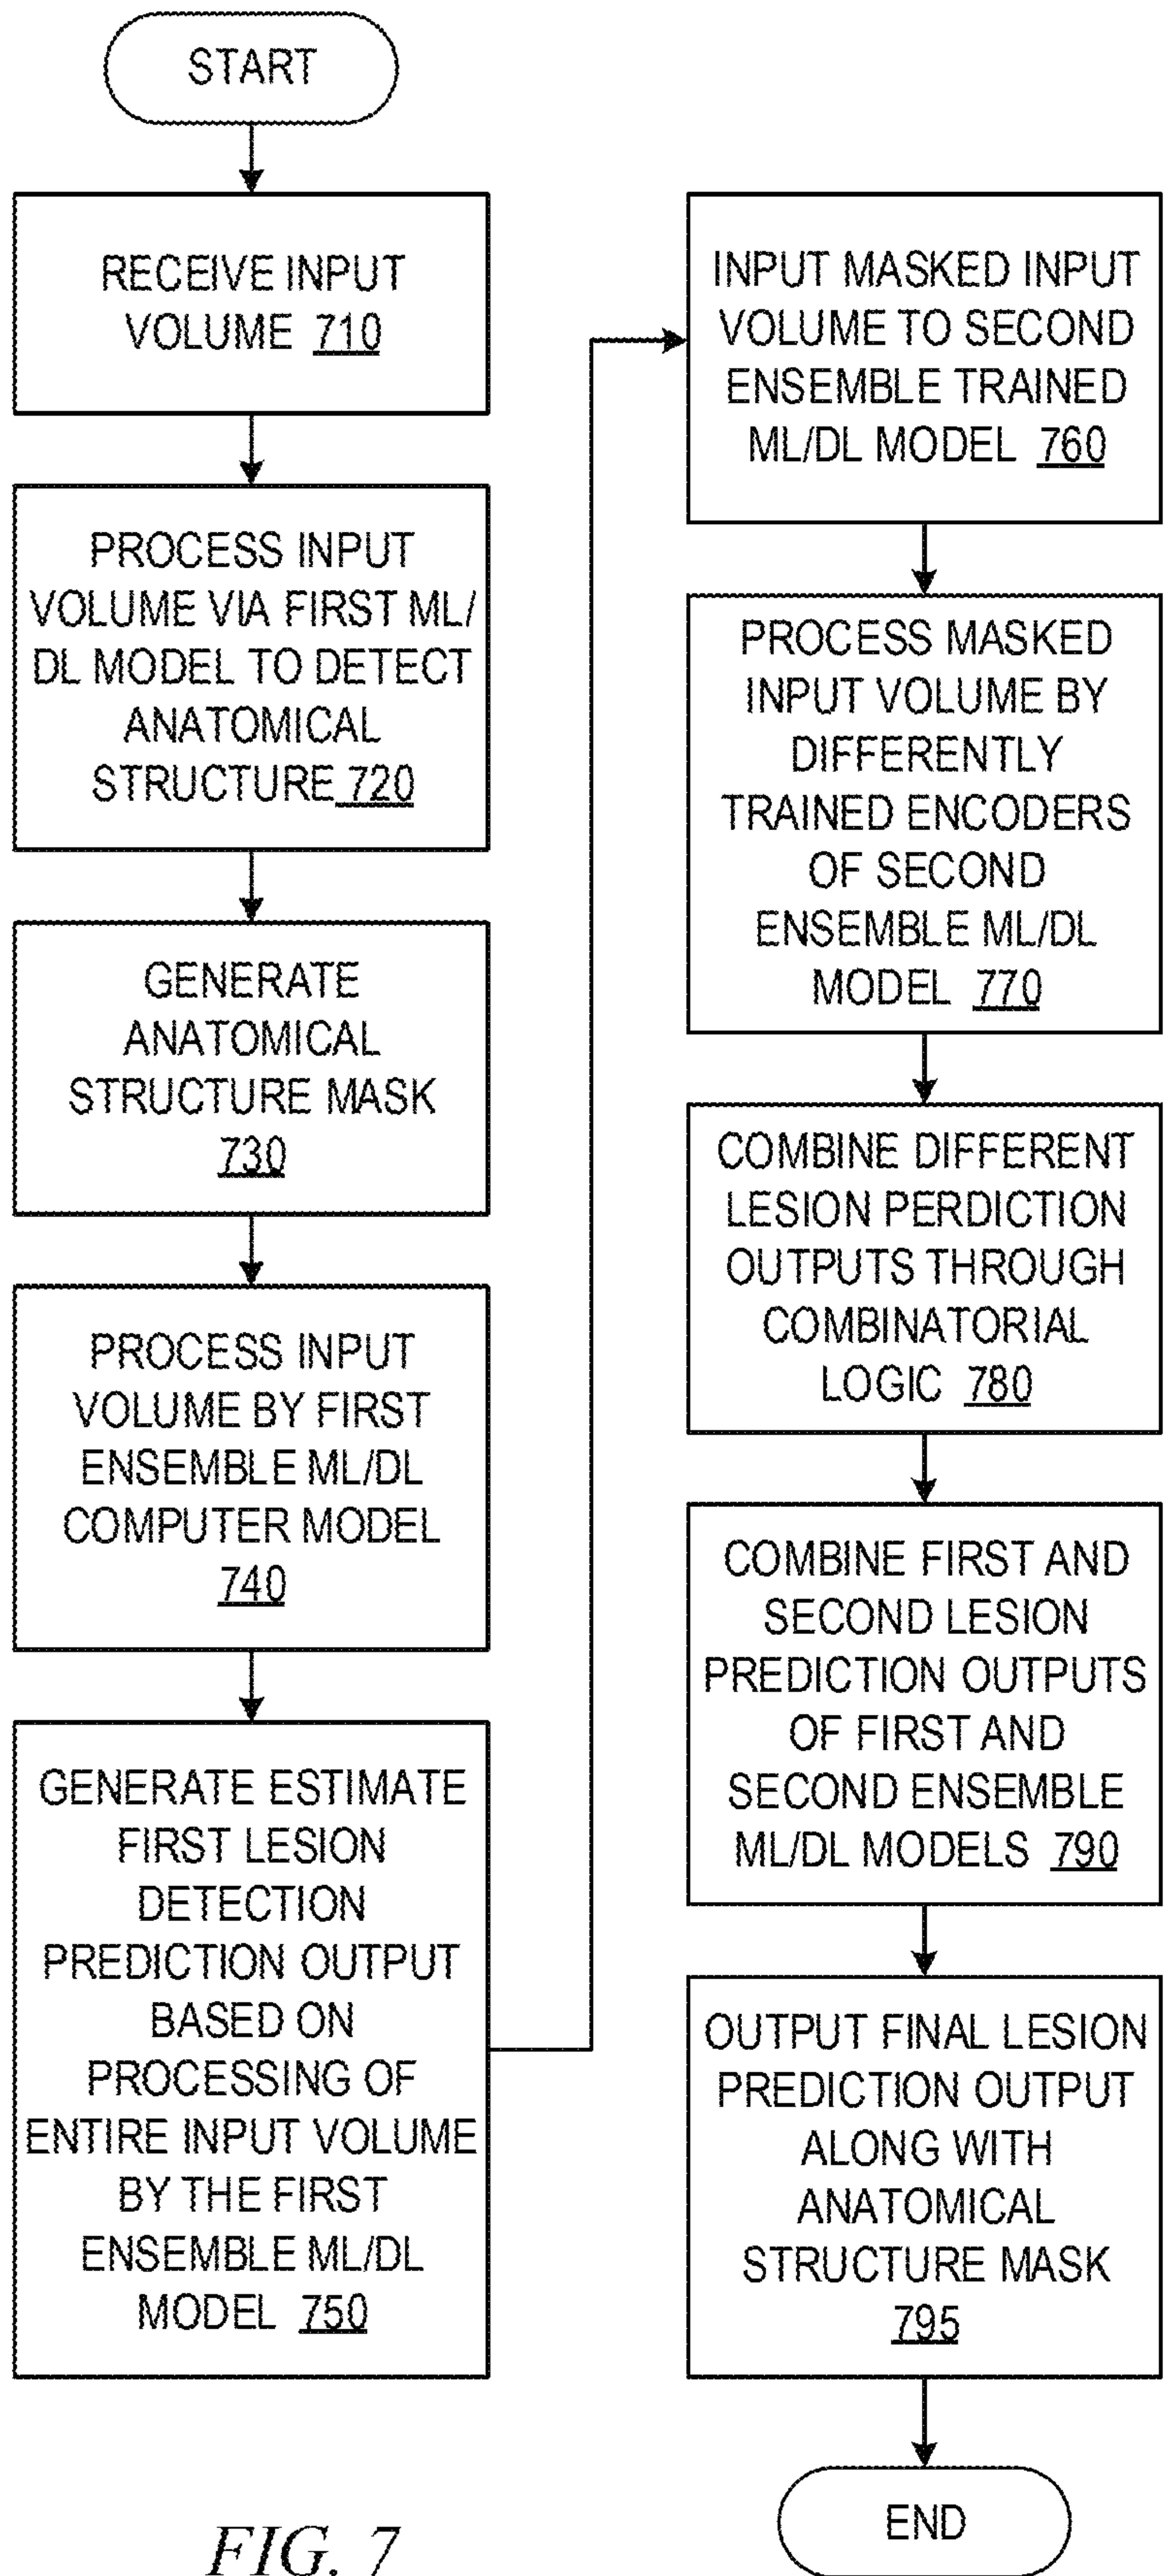 START
RECEIVE INPUT
VOLUME 710
PROCESS INPUT
VOLUME VIA FIRST ML/
DL MODEL TO DETECT
ANATOMICAL
STRUCTURE 720
GENERATE
ANATOMICAL
STRUCTURE MASK
730
PROCESS INPUT
VOLUME BY FIRST
ENSEMBLE ML/DL
COMPUTER MODEL
740
GENERATE ESTIMATE
FIRST LESION
DETECTION
PREDICTION OUTPUT
BASED ON
PROCESSING OF
ENTIRE INPUT VOLUME
BY THE FIRST
ENSEMBLE ML/DL
MODEL 750
INPUT MASKED INPUT
VOLUME TO SECOND
ENSEMBLE TRAINED
ML/DL MODEL 760
PROCESS MASKED
INPUT VOLUME BY
DIFFERENTLY
TRAINED ENCODERS
OF SECOND
ENSEMBLE ML/DL
MODEL 770
COMBINE DIFFERENT
LESION PERDICTION
OUTPUTS THROUGH
COMBINATORIAL
LOGIC 780
COMBINE FIRST AND
SECOND LESION
PREDICTION OUTPUTS
OF FIRST AND
SECOND ENSEMBLE
ML/DL MODELS 790
OUTPUT FINAL LESION
PREDICTION OUTPUT
ALONG WITH
ANATOMICAL
STRUCTURE MASK
795
END
FIG. 7